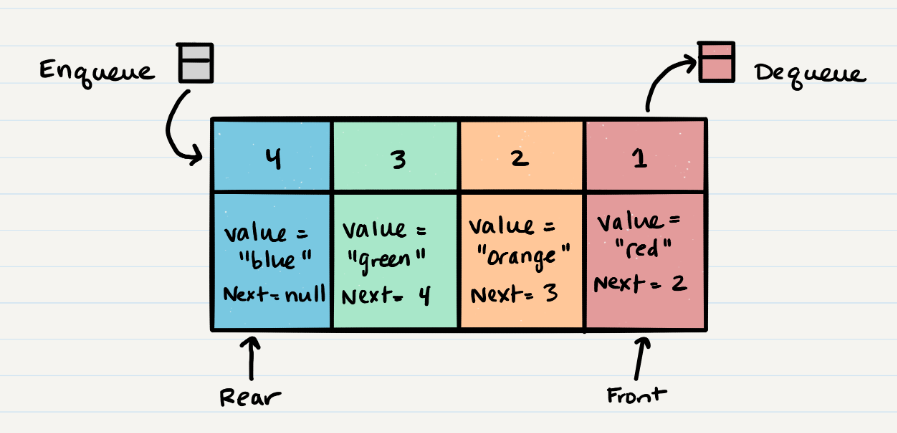 Enqueue
Dequeue
4
3
2
1
value =
"blue"
Next=null
value =
"green"
Next= 4
value =
"Orange"
Next= 3
value =
"red"
Next= 2
Rear
Front